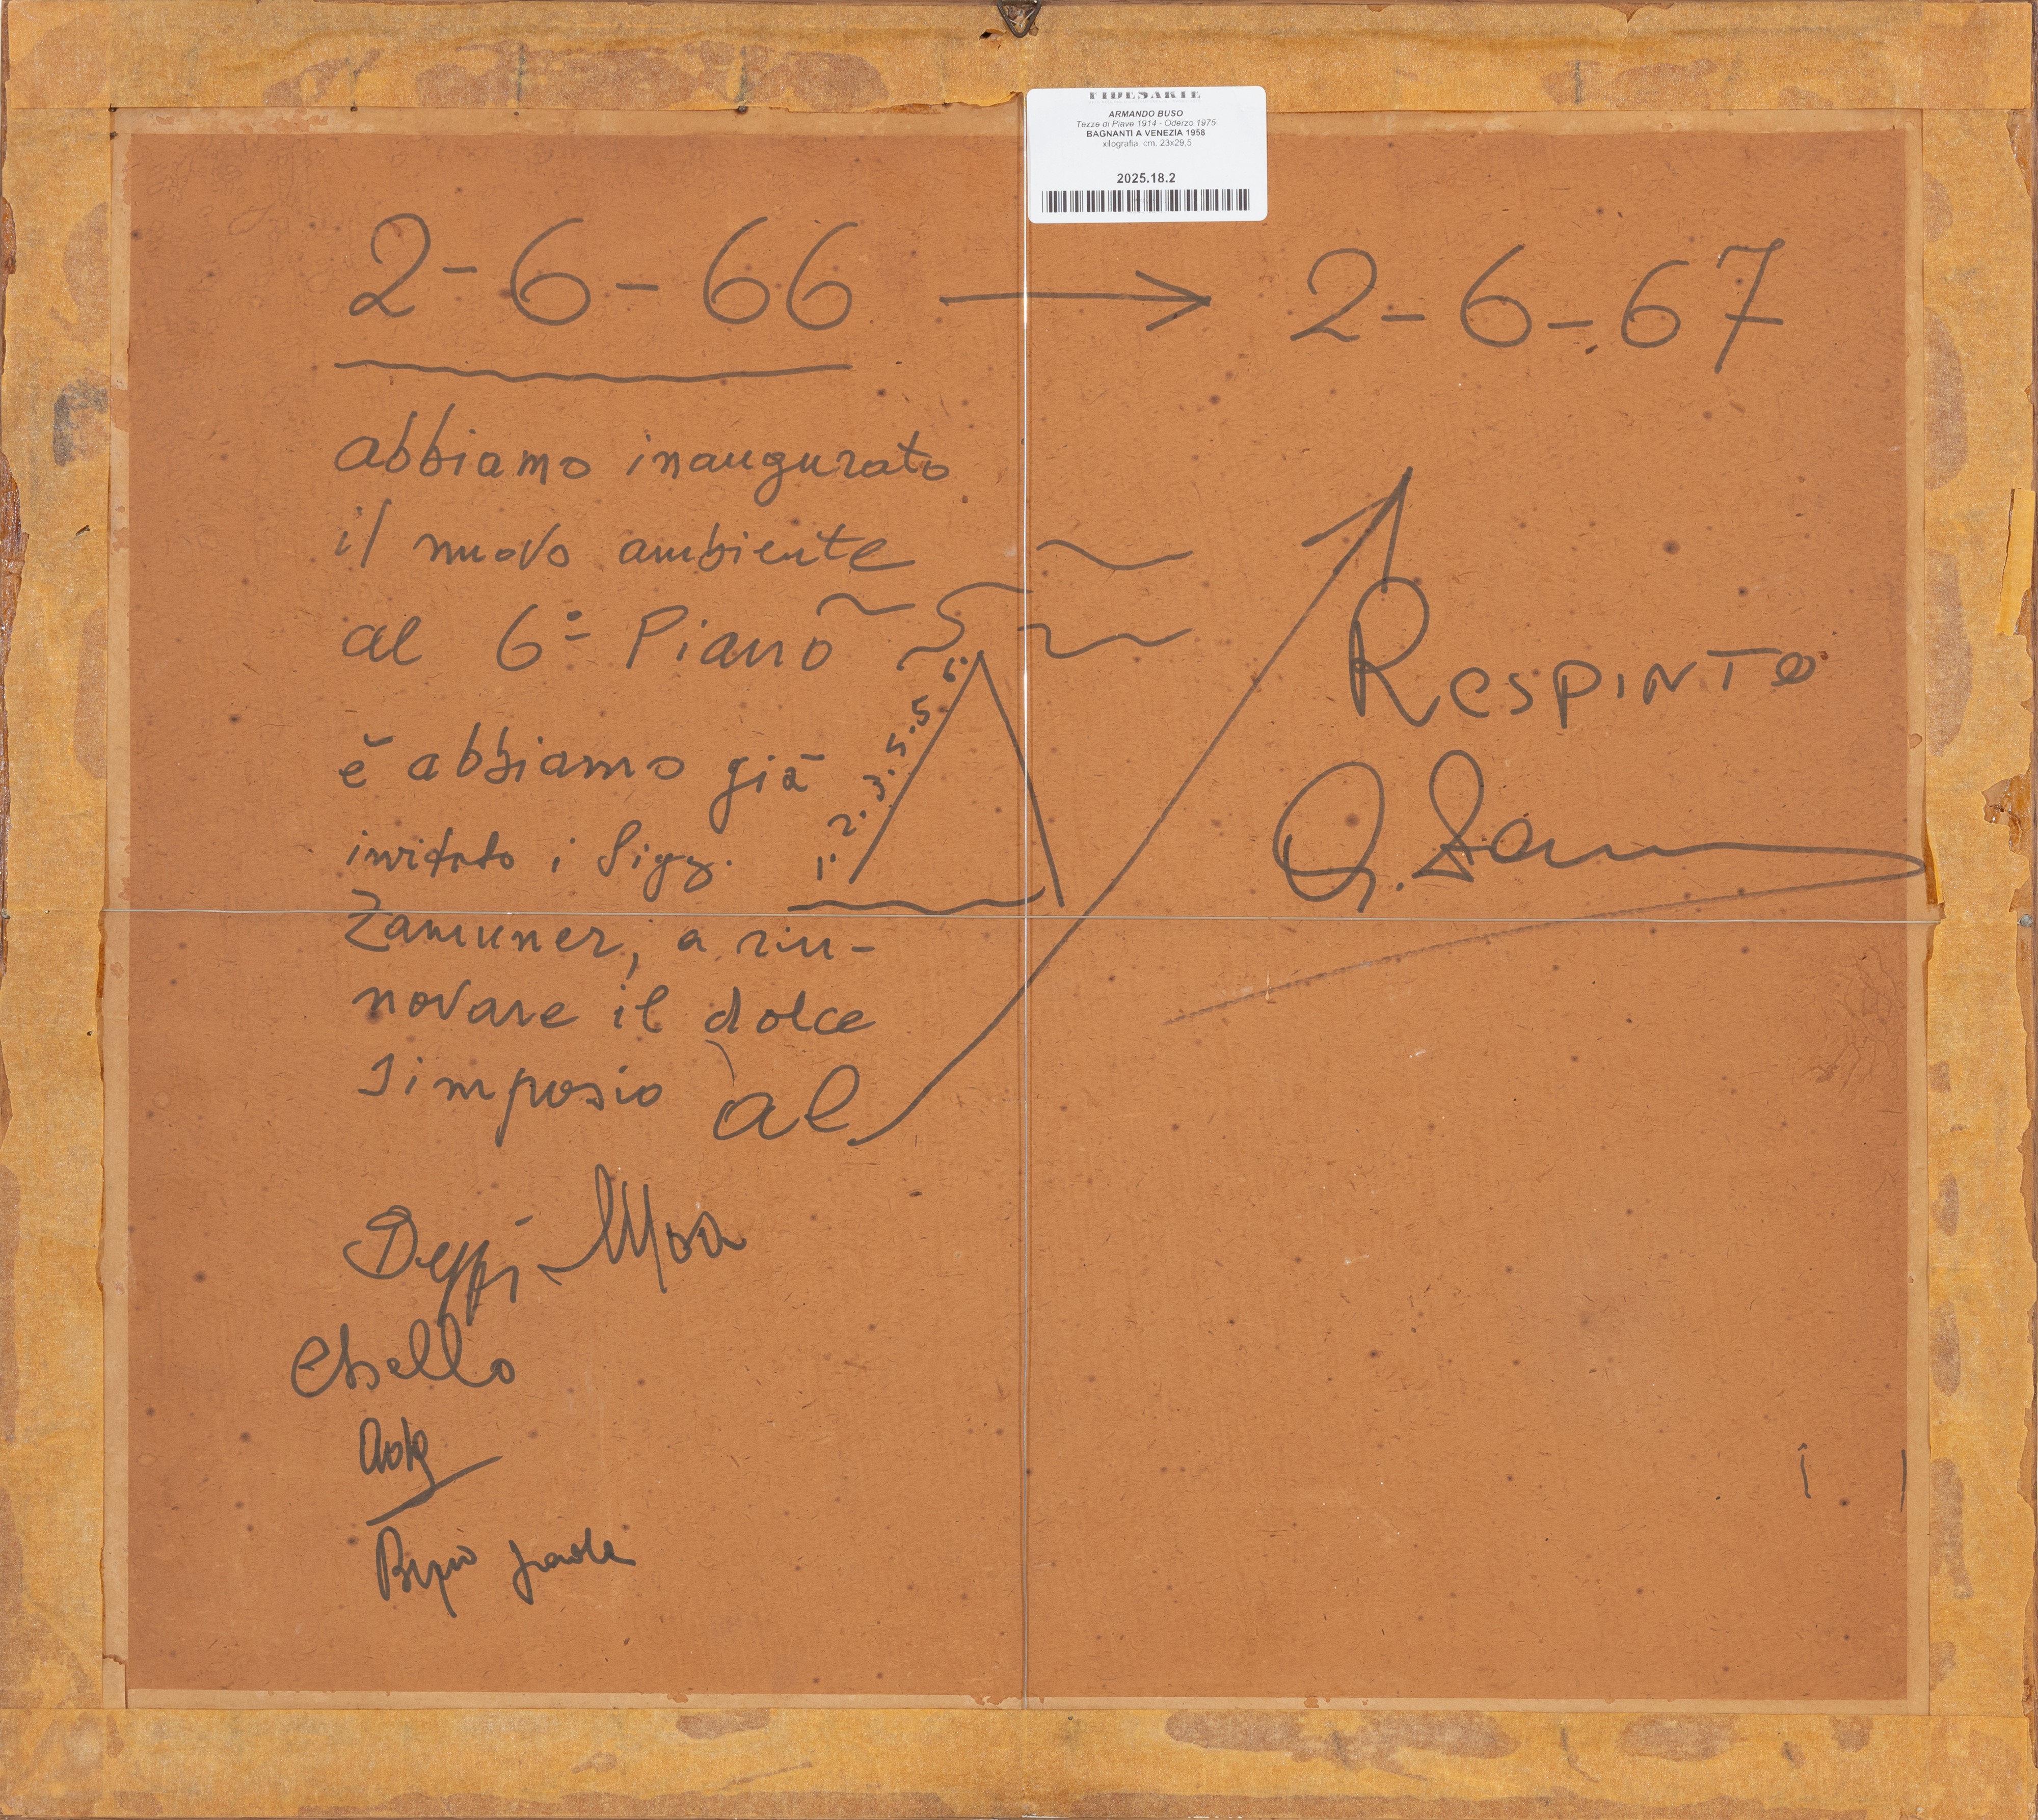 FIDESARTE
ARMANDO BUSO
Tezze di Piave 1914 - Oderzo 1975
BAGNANTI A VENEZIA 1958
xilografia cm. 23x29,5
2025.18.2
2-6-66 → 2-6-67
abbiamo inaugurato
il nuovo ambiente
al 6° Piano
è abbiamo già
invitato i Sigg.
Zamuner, a rin-
novare il dolce
simposio al
1. 2. 3. 5. 5. 6.
RESPINTO